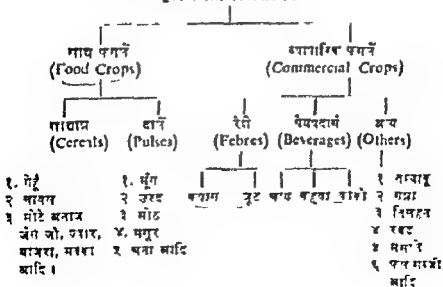 खाद्य फसलें
(Food Crops)
व्यापारिक फसलें
(Commercial Crops)
खाद्यान्न
(Cereals)
दालें
(Pulses)
रेशे
(Febres)
पेयपदार्थ
(Beverages)
अन्य
(Others)
१. गेहूँ
२ चावल
३ मोटे अनाज
जैसे जौ, ज्वार,
बाजरा, मक्का
आदि।
१. मूँग
२ उरद
३ मोठ
४. मसूर
५ चना आदि
कपास
जूट
चाय
कहवा
कोको
१ तम्बाकू
२ गन्ना
३ तिलहन
४ रबड़
५ मसाले
६ फल सब्जी
आदि